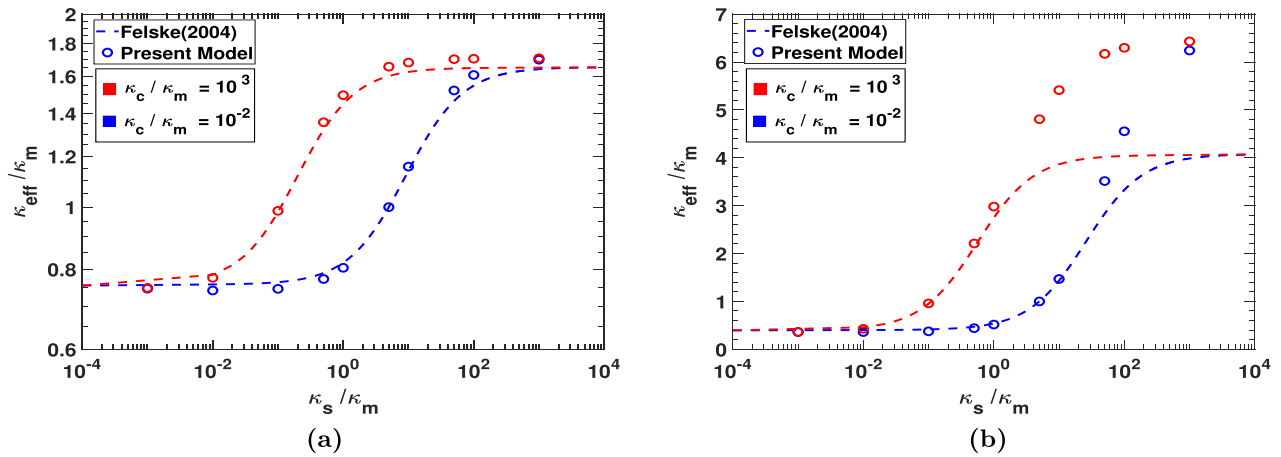 Felske(2004)
Present Model
κc / κm = 10^3
κc / κm = 10^-2
2
1.8
1.6
1.4
1.2
1
0.8
0.6
κeff/κm
10^-4
10^-2
10^0
10^2
10^4
κs/κm
(a)
Felske(2004)
Present Model
κc / κm = 10^3
κc / κm = 10^-2
7
6
5
4
3
2
1
0
κeff/κm
10^-4
10^-2
10^0
10^2
10^4
κs/κm
(b)